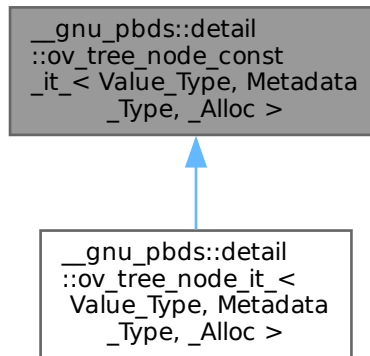 __gnu_pbds::detail
::ov_tree_node_const
_it_< Value_Type, Metadata
_Type, _Alloc >
__gnu_pbds::detail
::ov_tree_node_it_<
Value_Type, Metadata
_Type, _Alloc >